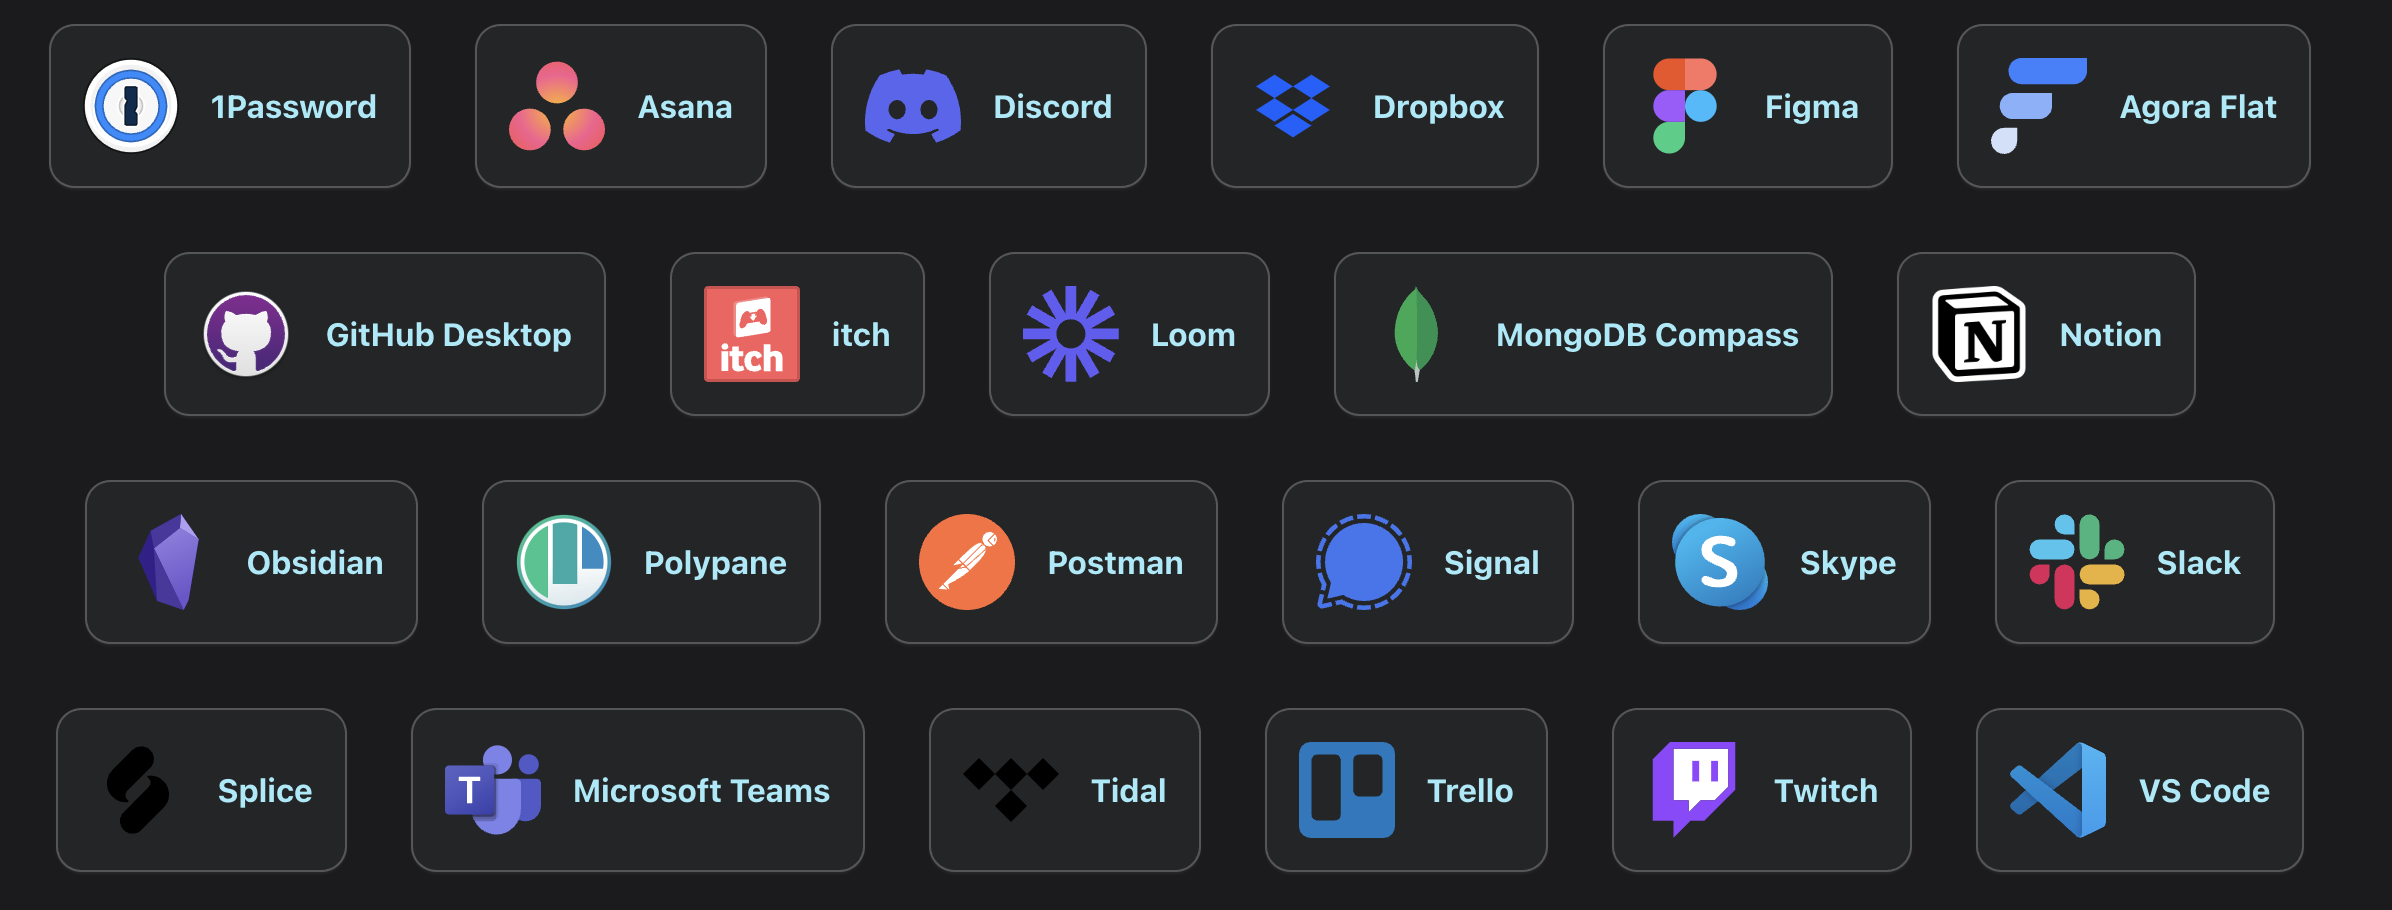 1Password
Asana
Discord
Dropbox
Figma
Agora Flat
GitHub Desktop
itch
itch
Loom
MongoDB Compass
N
Notion
Obsidian
Polypane
Postman
Signal
S
Skype
Slack
Splice
T
Microsoft Teams
Tidal
Trello
Twitch
VS Code